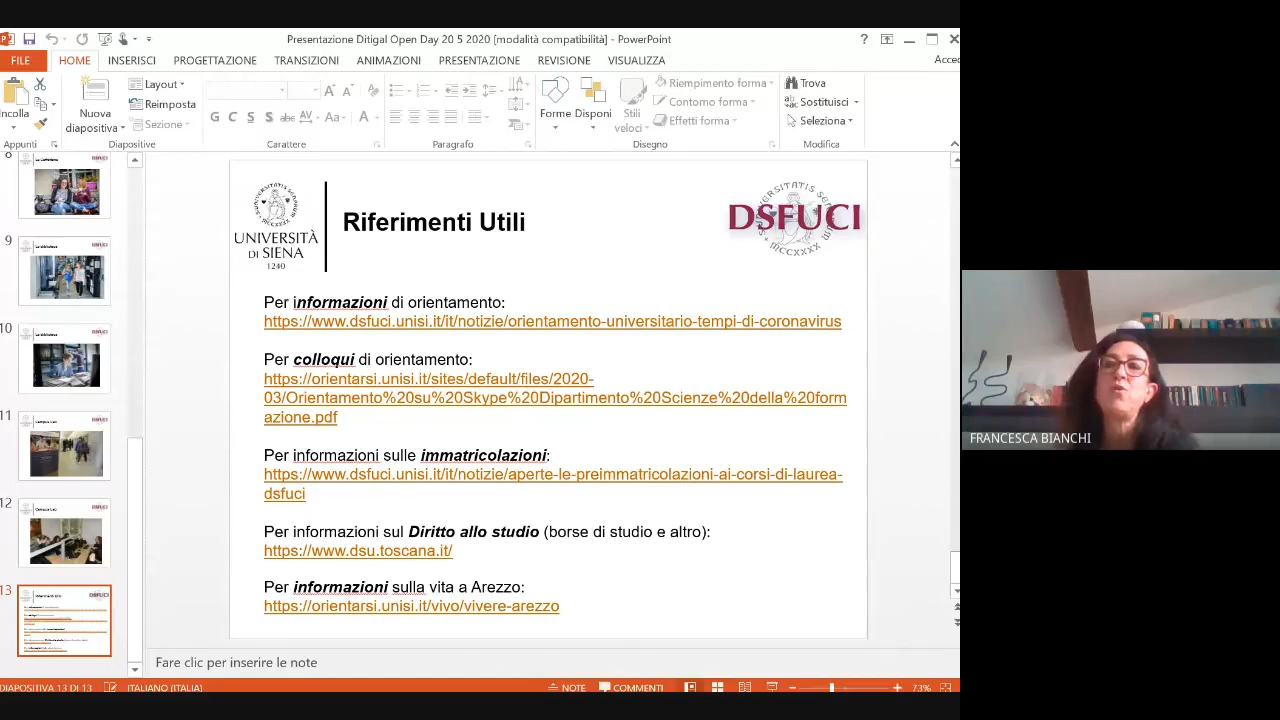 Presentazione Ditigal Open Day 20 5 2020 [modalità compatibilità] - PowerPoint
FILE HOME INSERISCI PROGETTAZIONE TRANSIZIONI ANIMAZIONI PRESENTAZIONE REVISIONE VISUALIZZA
Layout
Reimposta
Sezione
Nuova
diapositiva
Forme Disponi
Stili
veloci
Riempimento forma
Contorno forma
Effetti forma
Trova
Sostituisci
Seleziona
Appunti Diapositive Carattere Paragrafo Disegno Modifica
9
10
11
12
13
UNIVERSITÀ
DI SIENA
1240
Riferimenti Utili
DSFUCI
Per informazioni di orientamento:
https://www.dsfuci.unisi.it/it/notizie/orientamento-universitario-tempi-di-coronavirus
Per colloqui di orientamento:
https://orientarsi.unisi.it/sites/default/files/2020-
03/Orientamento%20su%20Skype%20Dipartimento%20Scienze%20della%20form
azione.pdf
Per informazioni sulle immatricolazioni:
https://www.dsfuci.unisi.it/it/notizie/aperte-le-preimmatricolazioni-ai-corsi-di-laurea-
dsfuci
Per informazioni sul Diritto allo studio (borse di studio e altro):
https://www.dsu.toscana.it/
Per informazioni sulla vita a Arezzo:
https://orientarsi.unisi.it/vivo/vivere-arezzo
Fare clic per inserire le note
DIAPOSITIVA 13 DI 13 ITALIANO (ITALIA) NOTE COMMENTI 73%
FRANCESCA BIANCHI